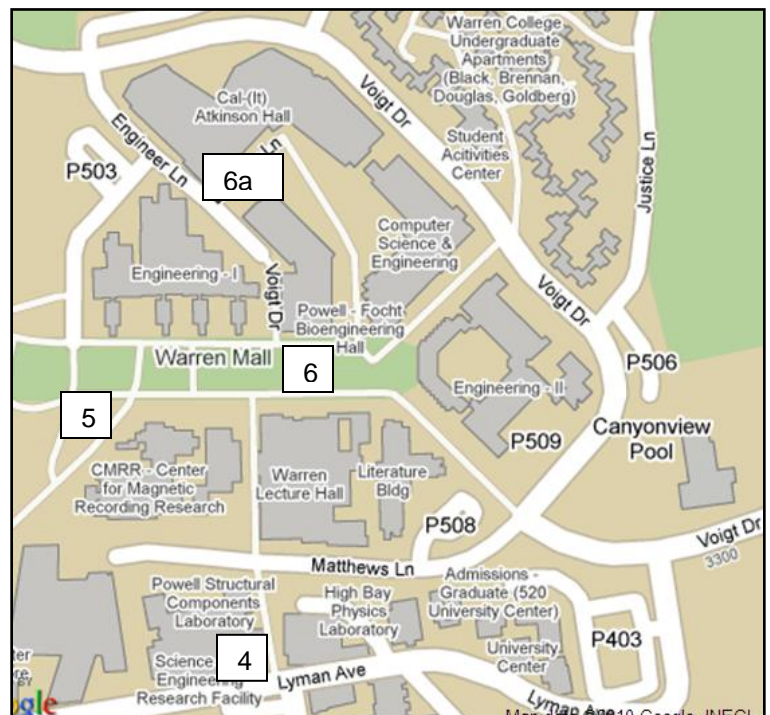 Warren College
Undergraduate
Apartments
(Black, Brennan,
Douglas, Goldberg)
Voigt Dr
Cal-(It)
Atkinson Hall
Student
Acitivities
Center
Justice Ln
Engineer Ln
Ln
P503
6a
Computer
Science &
Engineering
Engineering - I
Voigt Dr
Voigt Dr
Powell - Focht
Bioengineering
Hall
Warren Mall
6
P506
Engineering - II
5
P509
Canyonview
Pool
CMRR - Center
for Magnetic
Recording Research
Warren
Lecture Hall
Literature
Bldg
P508
Voigt Dr
3300
Matthews Ln
Powell Structural
Components
Laboratory
High Bay
Physics
Laboratory
Admissions -
Graduate (520
University Center)
P403
4
University
Center
Science
Engineering
Research Facility
Lyman Ave
Lyman Ave
gle
Google, INEGI